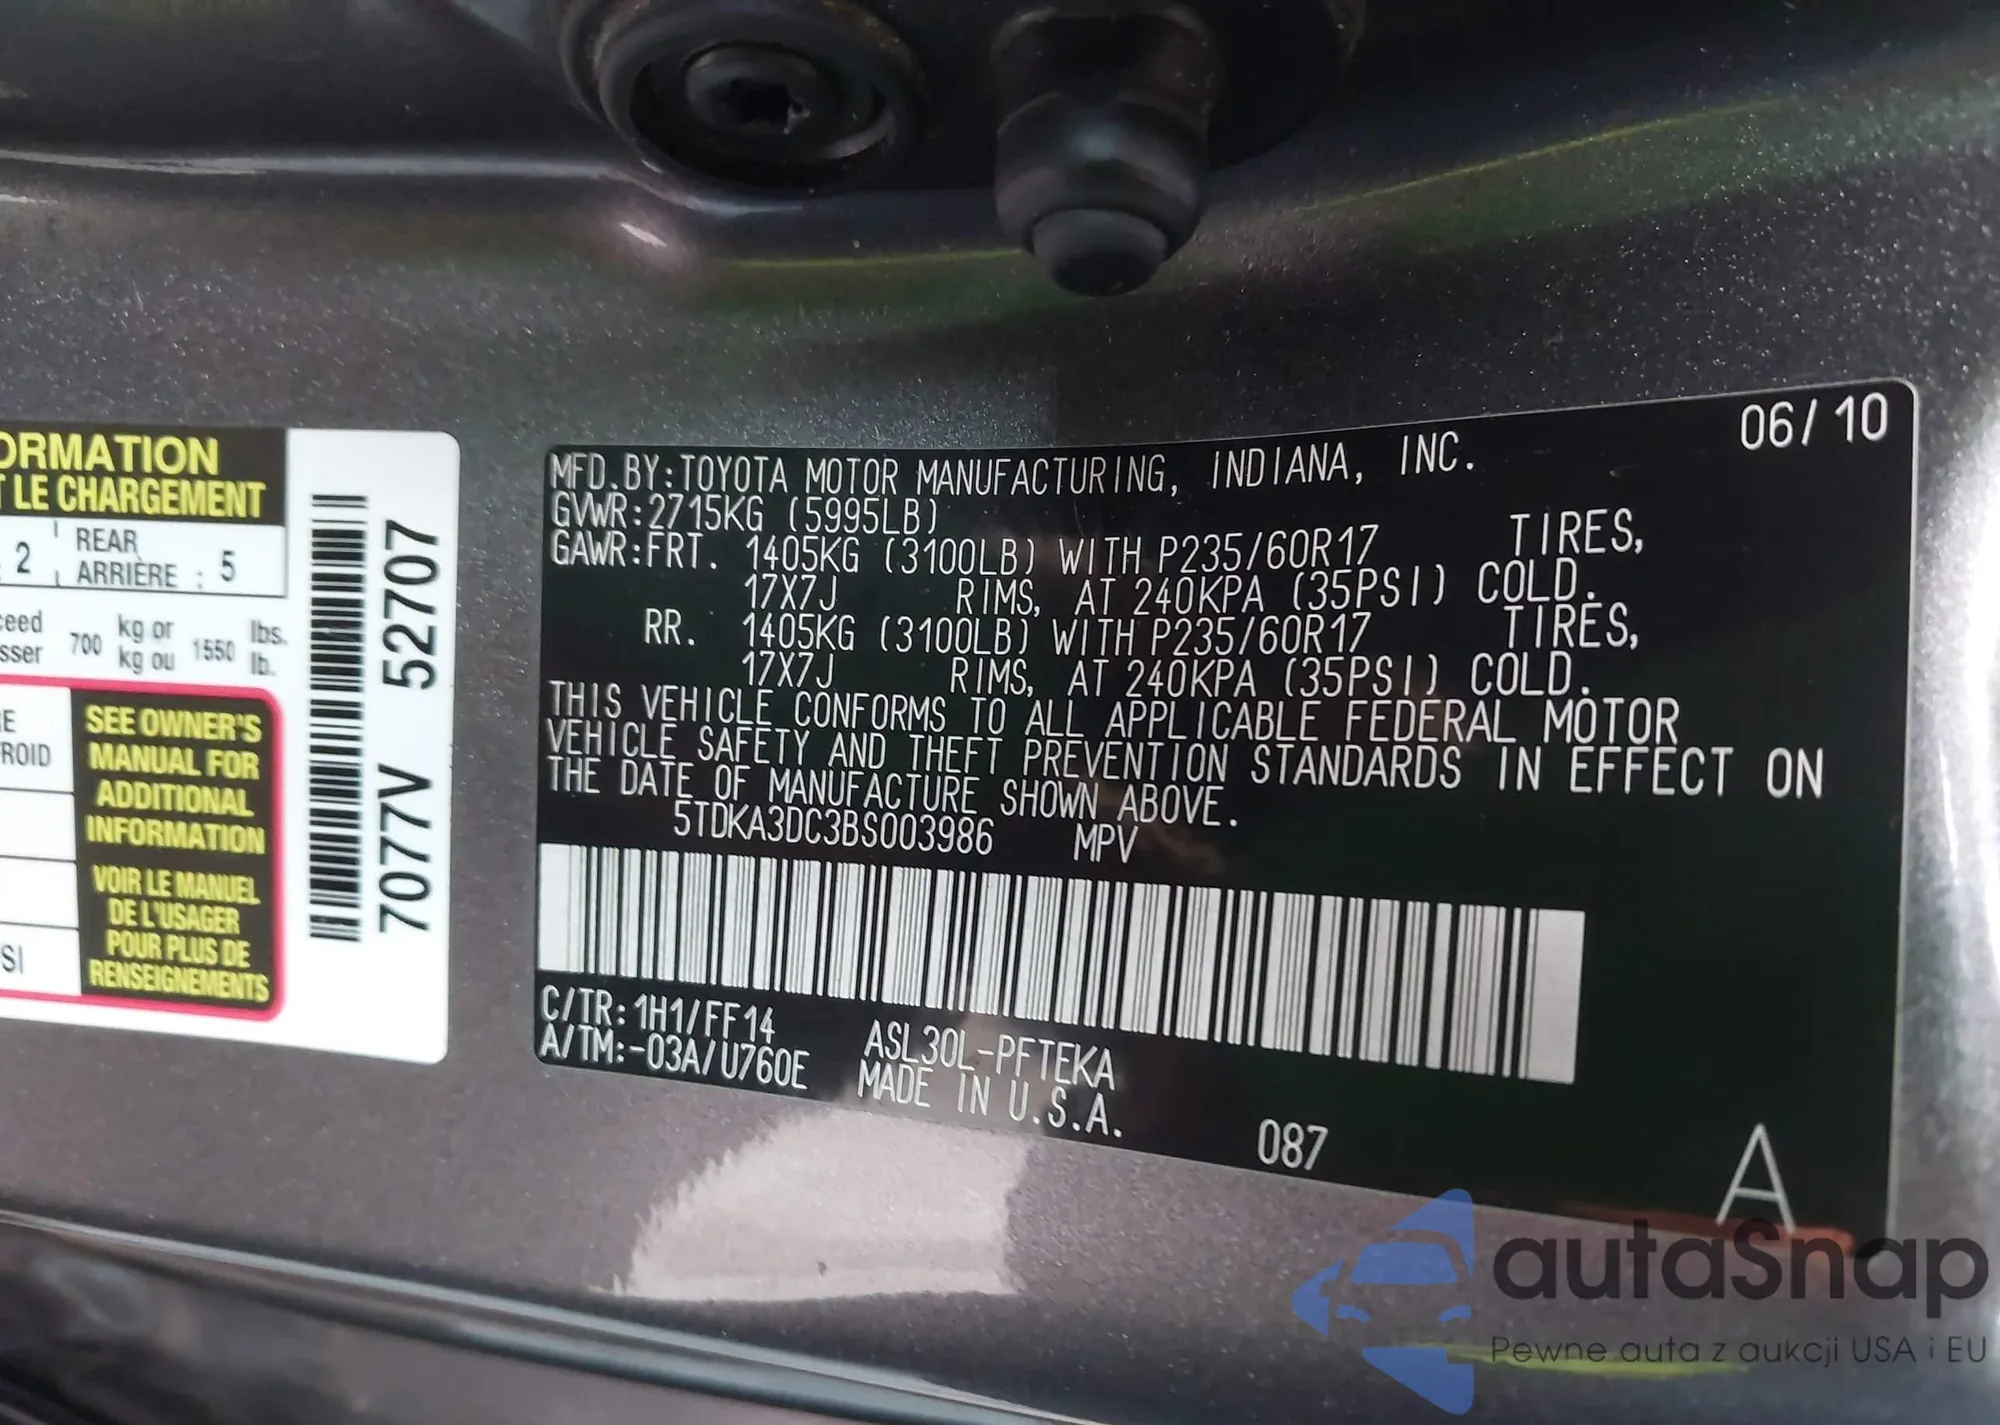 ORMATION
T LE CHARGEMENT
2 REAR ARRIÈRE : 5
ceed sser 700 kg or kg ou 1550 lbs. lb.
E
ROID
SI
SEE OWNER'S
MANUAL FOR
ADDITIONAL
INFORMATION
VOIR LE MANUEL
DE L'USAGER
POUR PLUS DE
RENSEIGNEMENTS
7077V 52707
06/10
MFD.BY:TOYOTA MOTOR MANUFACTURING, INDIANA, INC.
GVWR:2715KG (5995LB)
GAWR:FRT. 1405KG (3100LB) WITH P235/60R17 TIRES,
17X7J RIMS, AT 240KPA (35PSI) COLD.
RR. 1405KG (3100LB) WITH P235/60R17 TIRES,
17X7J RIMS, AT 240KPA (35PSI) COLD.
THIS VEHICLE CONFORMS TO ALL APPLICABLE FEDERAL MOTOR
VEHICLE SAFETY AND THEFT PREVENTION STANDARDS IN EFFECT ON
THE DATE OF MANUFACTURE SHOWN ABOVE.
5TDKA3DC3BS003986 MPV
C/TR:1H1/FF14 ASL30L-PFTEKA
A/TM:-03A/U760E MADE IN U.S.A.
087
A
autaSnap
Pewne auta z aukcji USA i EU